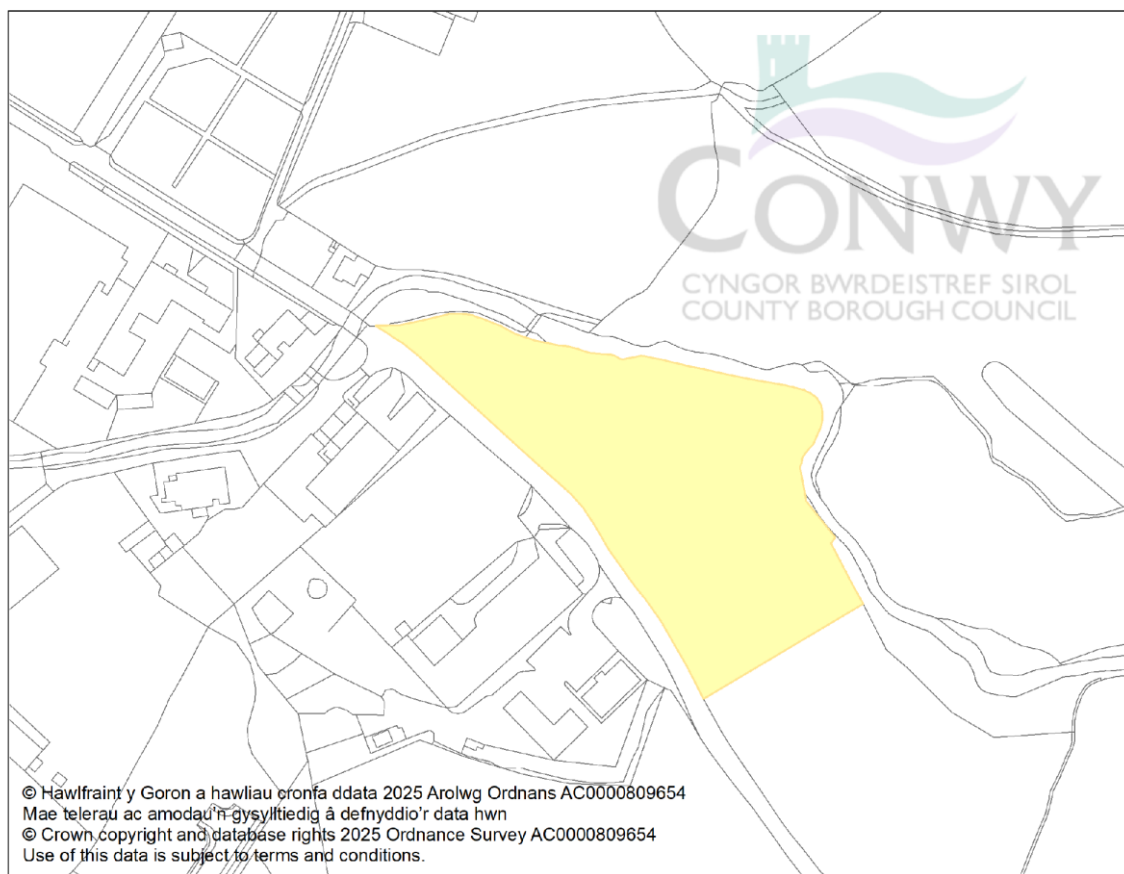 CONWY
CYNGOR BWRDEISTREF SIROL
COUNTY BOROUGH COUNCIL
© Hawlfraint y Goron a hawliau cronfa ddata 2025 Arolwg Ordnans AC0000809654
Mae telerau ac amodau'n gysylltiedig â defnyddio'r data hwn
© Crown copyright and database rights 2025 Ordnance Survey AC0000809654
Use of this data is subject to terms and conditions.